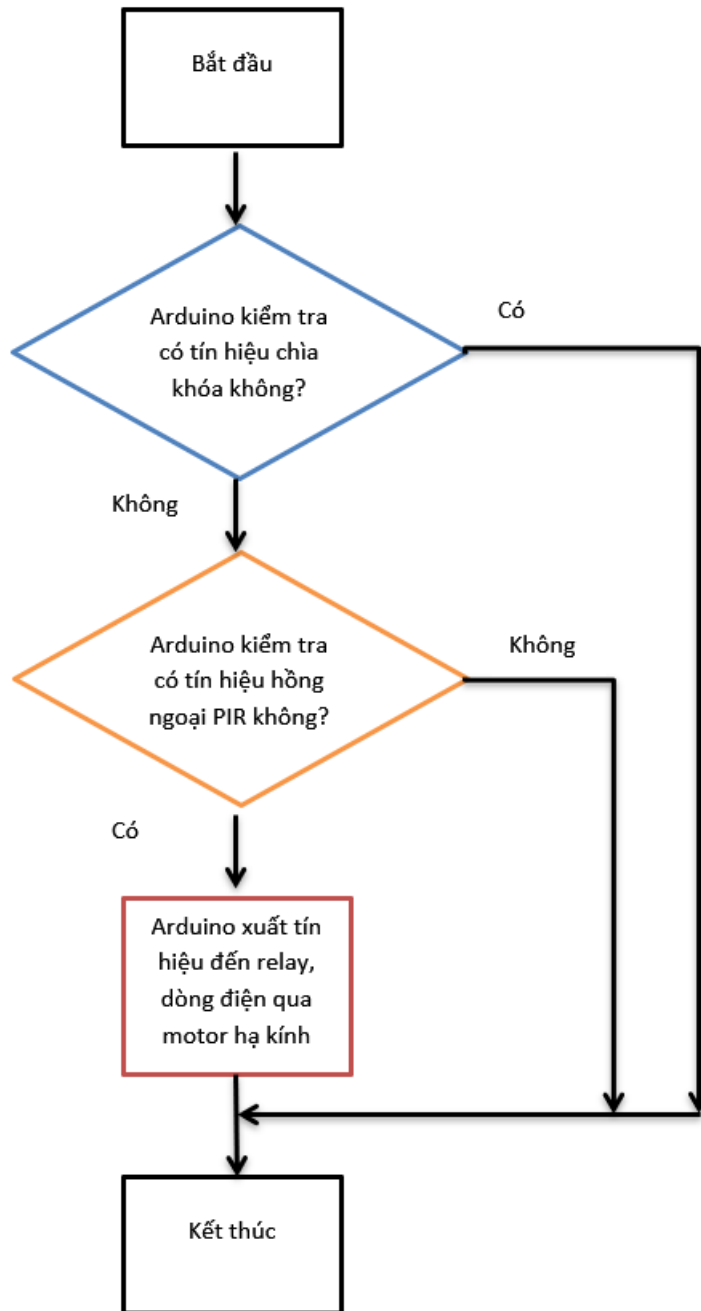 Bắt đầu
Có
Arduino kiểm tra
có tín hiệu chìa
khóa không?
Không
Arduino kiểm tra
có tín hiệu hồng
ngoại PIR không?
Không
Có
Arduino xuất tín
hiệu đến relay,
dòng điện qua
motor hạ kính
Kết thúc